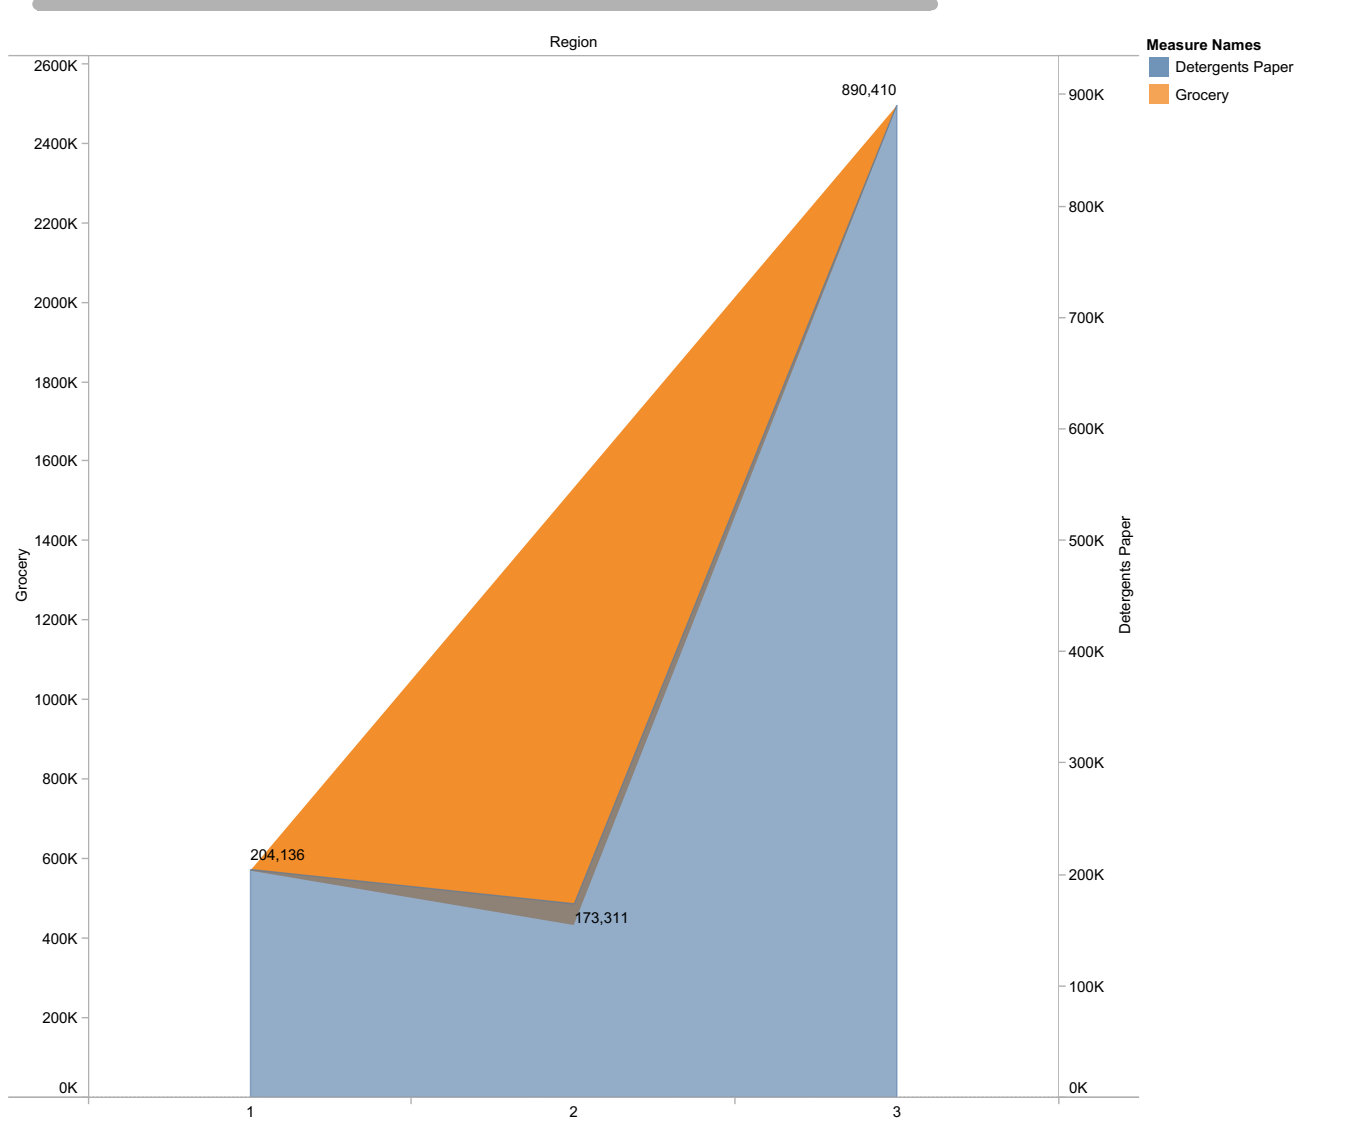 Region
Measure Names
Detergents Paper
Grocery
2600K
2400K
2200K
2000K
1800K
1600K
1400K
1200K
1000K
800K
600K
400K
200K
0K
Grocery
890,410
204,136
173,311
900K
800K
700K
600K
500K
400K
300K
200K
100K
0K
Detergents Paper
1
2
3